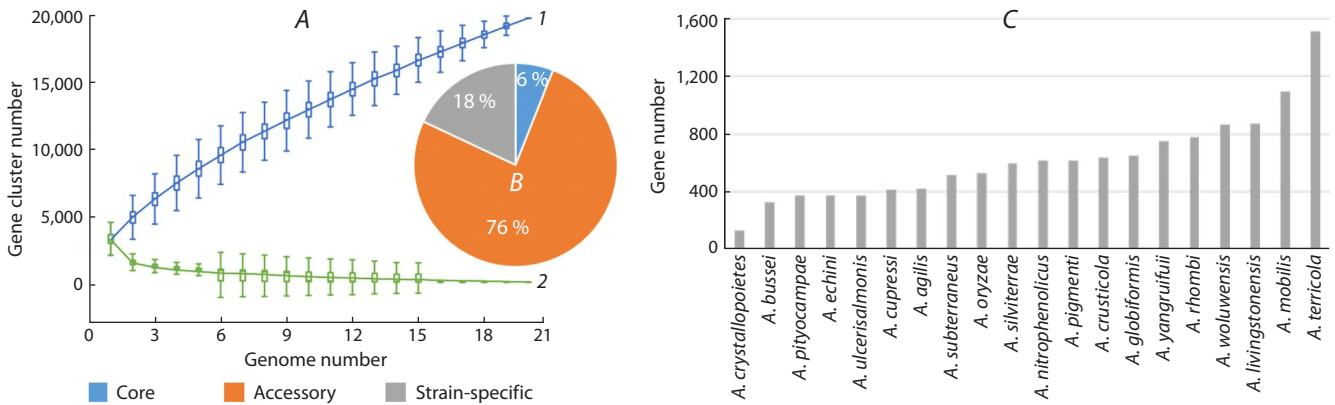 A
Gene cluster number
20,000
15,000
10,000
5,000
0
1
2
0 3 6 9 12 15 18 21
Genome number
B
6 %
18 %
76 %
Core Accessory Strain-specific
C
Gene number
1,600
1,200
800
400
0
A. crystallopoietes
A. bussei
A. pityocampae
A. echini
A. ulcerisalmonis
A. cupressi
A. agilis
A. subterraneus
A. oryzae
A. silviterrae
A. nitrophenolicus
A. pigmenti
A. crusticola
A. globiformis
A. yangruifuii
A. rhombi
A. woluwensis
A. livingstonensis
A. mobilis
A. terricola